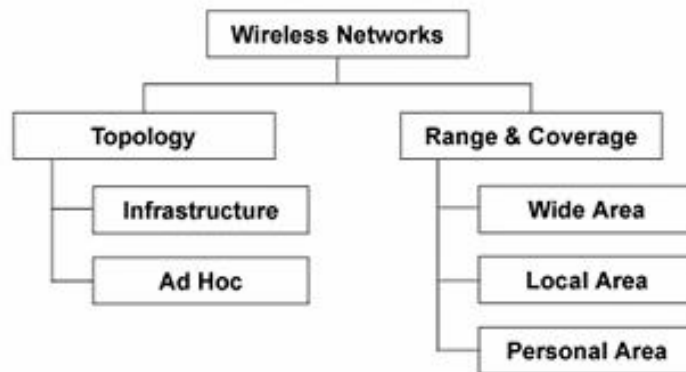 Wireless Networks
Topology
Range & Coverage
Infrastructure
Wide Area
Ad Hoc
Local Area
Personal Area